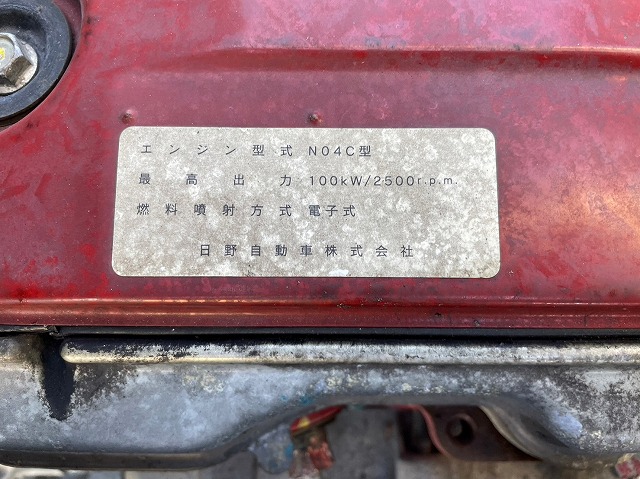 エンジン型式 N04C型
最高出力 100kW/2500r.p.m.
燃料噴射方式 電子式
日野自動車株式会社